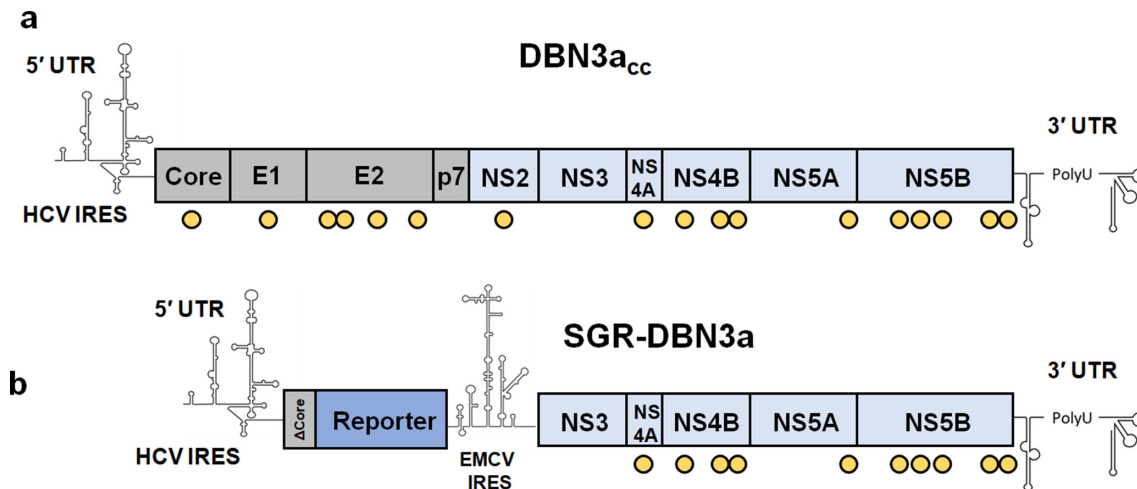 a
DBN3acc
5′ UTR
3′ UTR
Core E1 E2 p7 NS2 NS3 NS 4A NS4B NS5A NS5B
PolyU
HCV IRES
b
SGR-DBN3a
5′ UTR
3′ UTR
ΔCore Reporter NS3 NS 4A NS4B NS5A NS5B
PolyU
HCV IRES
EMCV
IRES